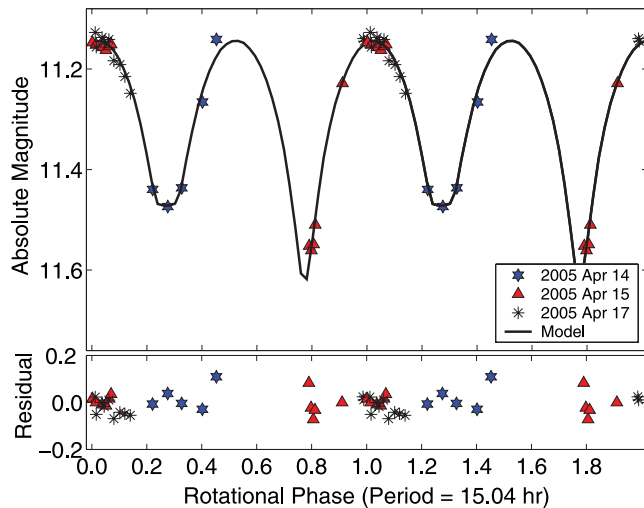 11.2
11.4
11.6
Absolute Magnitude
2005 Apr 14
2005 Apr 15
2005 Apr 17
Model
0.2
0.0
−0.2
Residual
0.0 0.2 0.4 0.6 0.8 1.0 1.2 1.4 1.6 1.8
Rotational Phase (Period = 15.04 hr)